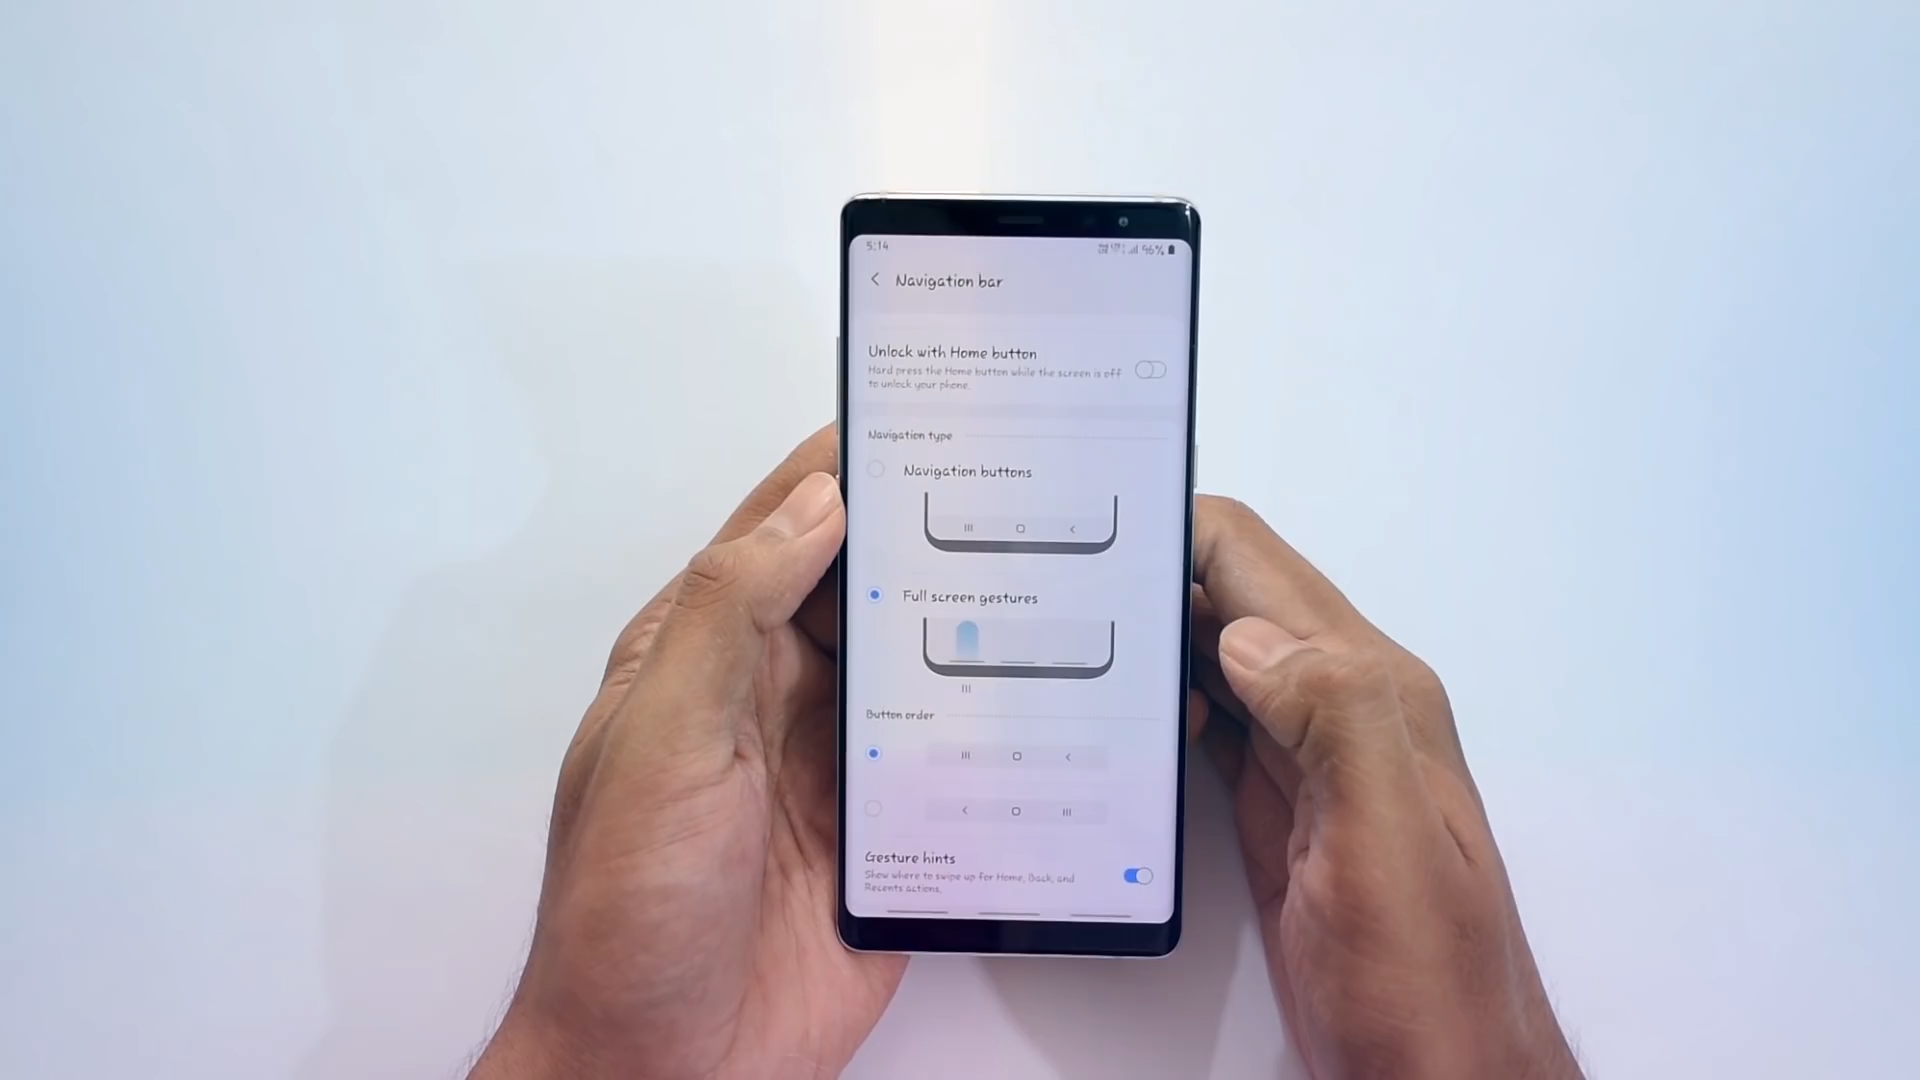 5:14
96%
Navigation bar
Unlock with Home button
Hard press the Home button while the screen is off
to unlock your phone.
Navigation type
Navigation buttons
Full screen gestures
Button order
Gesture hints
Show where to swipe up for Home, Back, and
Recents actions.